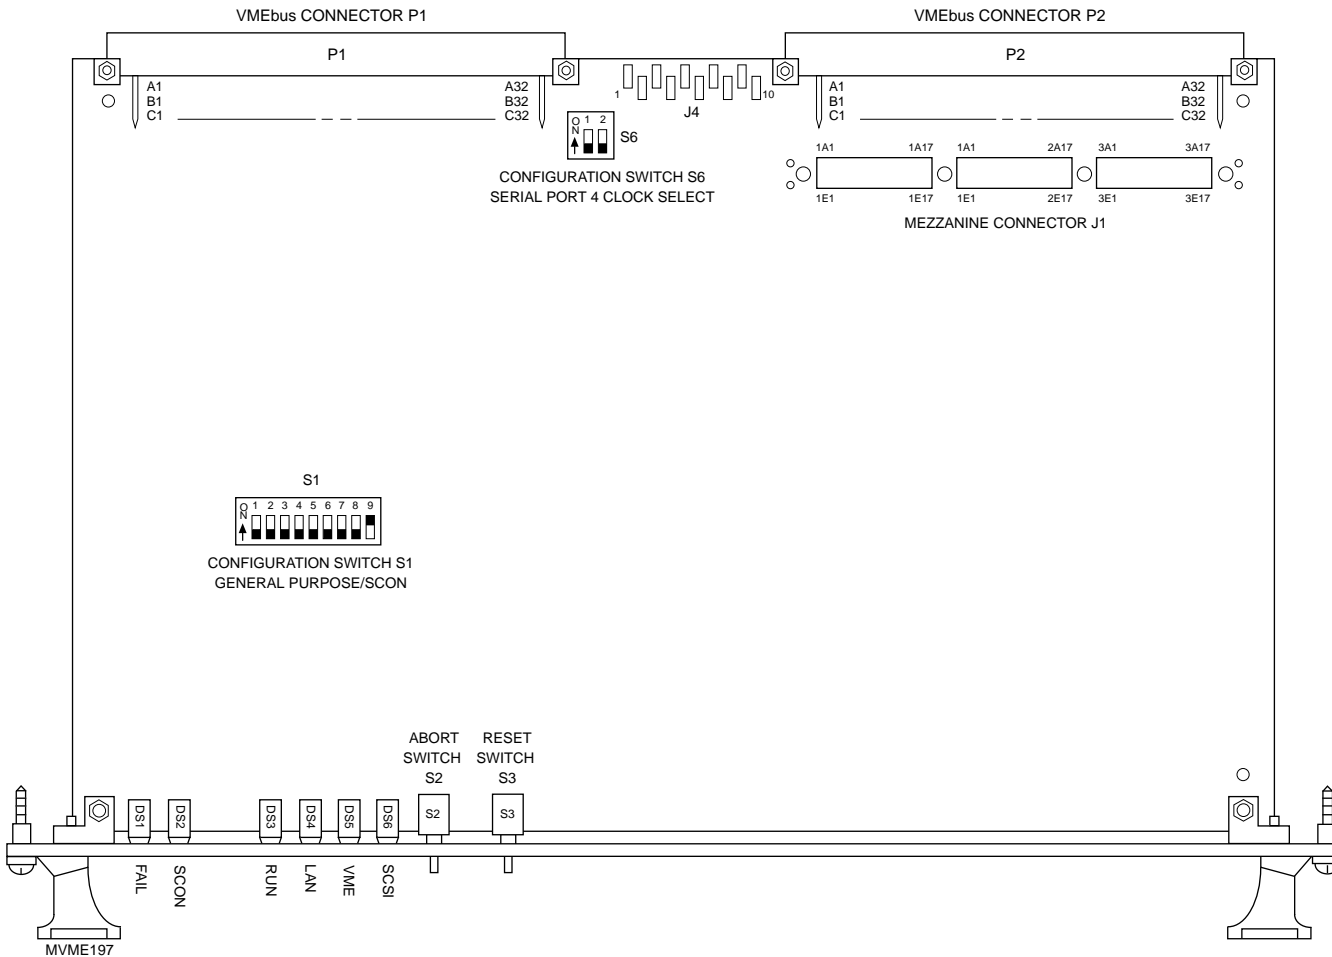 VMEbus CONNECTOR P1
VMEbus CONNECTOR P2
P1
P2
A1
B1
C1
A32
B32
C32
1
10
J4
A1
B1
C1
A32
B32
C32
ON
1 2
S6
CONFIGURATION SWITCH S6
SERIAL PORT 4 CLOCK SELECT
1A1 1A17 1A1 2A17 3A1 3A17
1E1 1E17 1E1 2E17 3E1 3E17
MEZZANINE CONNECTOR J1
S1
ON
1 2 3 4 5 6 7 8 9
CONFIGURATION SWITCH S1
GENERAL PURPOSE/SCON
ABORT
SWITCH
S2
RESET
SWITCH
S3
DS1
DS2
DS3
DS4
DS5
DS6
S2
S3
FAIL
SCON
RUN
LAN
VME
SCSI
MVME197